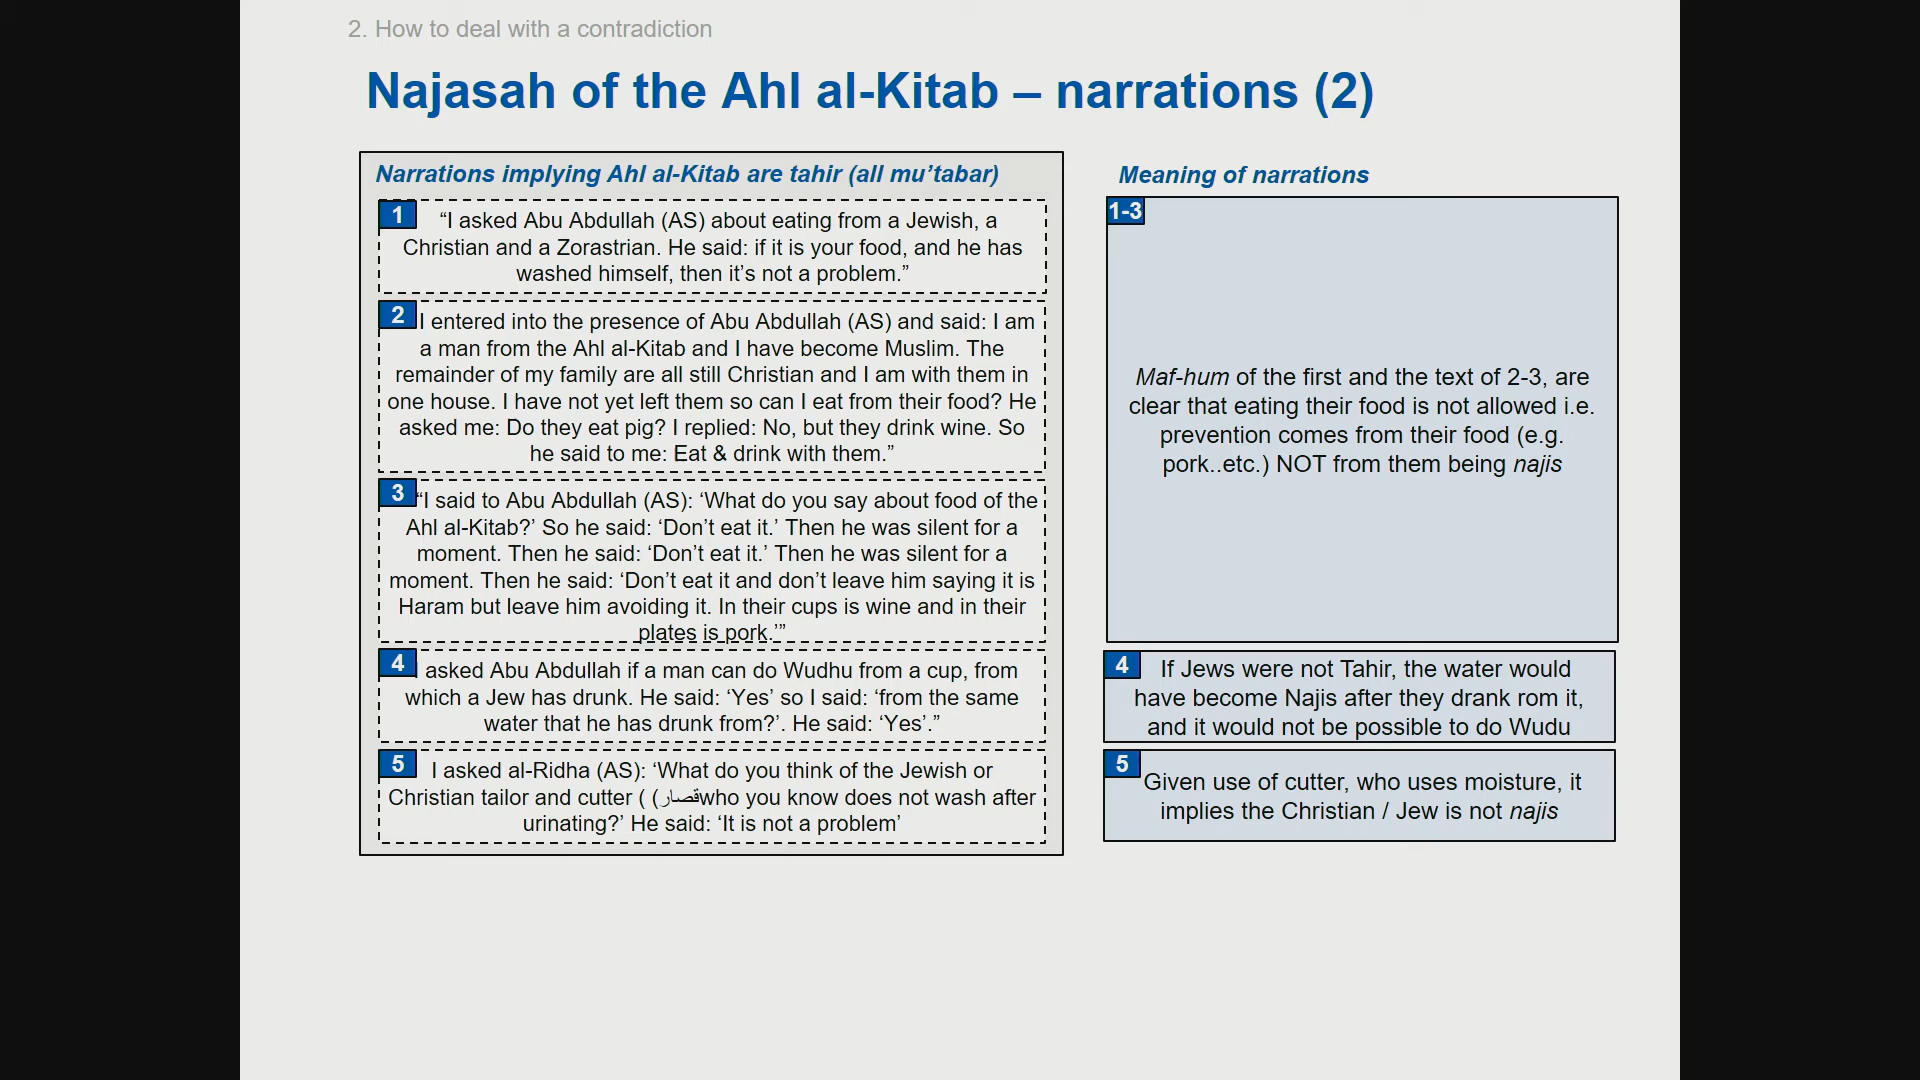 2. How to deal with a contradiction
Najasah of the Ahl al-Kitab – narrations (2)
Narrations implying Ahl al-Kitab are tahir (all mu’tabar)
1
“I asked Abu Abdullah (AS) about eating from a Jewish, a
Christian and a Zorastrian. He said: if it is your food, and he has
washed himself, then it’s not a problem.”
2
I entered into the presence of Abu Abdullah (AS) and said: I am
a man from the Ahl al-Kitab and I have become Muslim. The
remainder of my family are all still Christian and I am with them in
one house. I have not yet left them so can I eat from their food? He
asked me: Do they eat pig? I replied: No, but they drink wine. So
he said to me: Eat & drink with them.”
3
“I said to Abu Abdullah (AS): ‘What do you say about food of the
Ahl al-Kitab?’ So he said: ‘Don’t eat it.’ Then he was silent for a
moment. Then he said: ‘Don’t eat it.’ Then he was silent for a
moment. Then he said: ‘Don’t eat it and don’t leave him saying it is
Haram but leave him avoiding it. In their cups is wine and in their
plates is pork.’”
4
asked Abu Abdullah if a man can do Wudhu from a cup, from
which a Jew has drunk. He said: ‘Yes’ so I said: ‘from the same
water that he has drunk from?’. He said: ‘Yes’.”
5
I asked al-Ridha (AS): ‘What do you think of the Jewish or
Christian tailor and cutter ( (قصار who you know does not wash after
urinating?’ He said: ‘It is not a problem’
Meaning of narrations
1-3
Maf-hum of the first and the text of 2-3, are
clear that eating their food is not allowed i.e.
prevention comes from their food (e.g.
pork..etc.) NOT from them being najis
4
If Jews were not Tahir, the water would
have become Najis after they drank rom it,
and it would not be possible to do Wudu
5
Given use of cutter, who uses moisture, it
implies the Christian / Jew is not najis